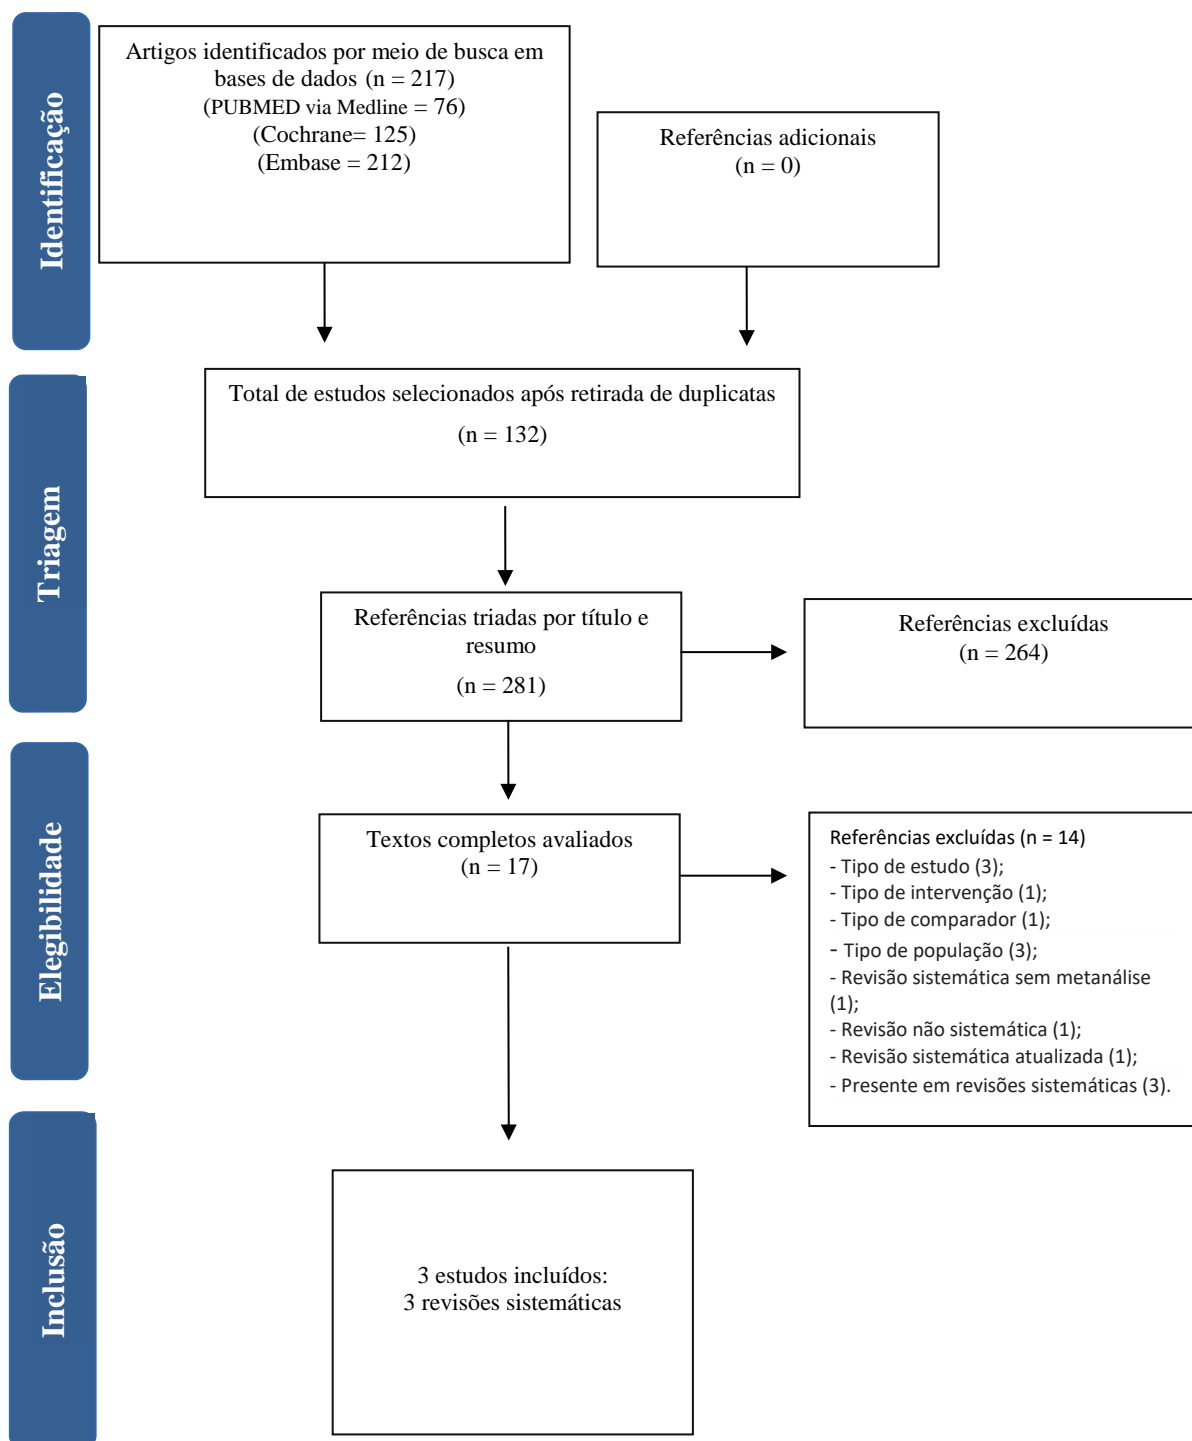 Identificação
Artigos identificados por meio de busca em
bases de dados (n = 217)
(PUBMED via Medline = 76)
(Cochrane= 125)
(Embase = 212)
Referências adicionais
(n = 0)
Triagem
Total de estudos selecionados após retirada de duplicatas
(n = 132)
Referências triadas por título e
resumo
(n = 281)
Referências excluídas
(n = 264)
Elegibilidade
Textos completos avaliados
(n = 17)
Referências excluídas (n = 14)
- Tipo de estudo (3);
- Tipo de intervenção (1);
- Tipo de comparador (1);
- Tipo de população (3);
- Revisão sistemática sem metanálise
(1);
- Revisão não sistemática (1);
- Revisão sistemática atualizada (1);
- Presente em revisões sistemáticas (3).
Inclusão
3 estudos incluídos:
3 revisões sistemáticas